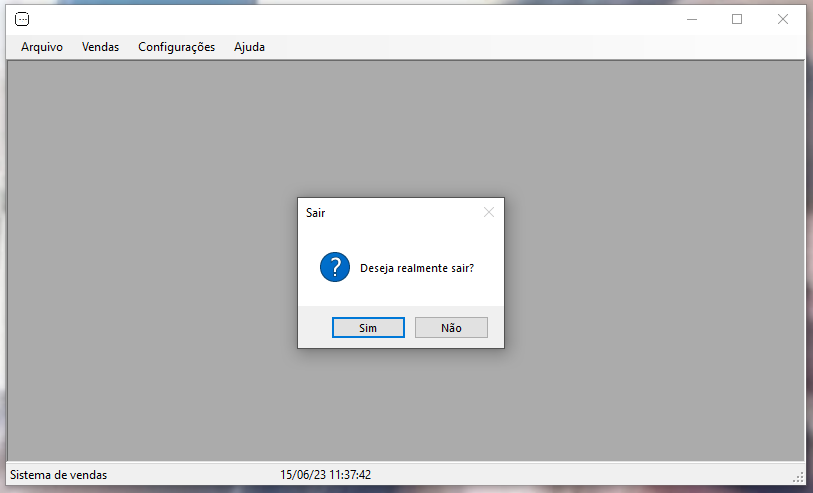 Arquivo Vendas Configurações Ajuda
Sair
Deseja realmente sair?
Sim Não
Sistema de vendas 15/06/23 11:37:42